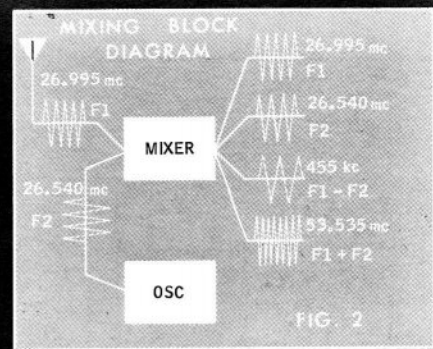 MIXING BLOCK
DIAGRAM
26.995 mc
F1
26.540 mc
F2
MIXER
OSC
26.995 mc
F1
26.540 mc
F2
455 kc
F1 - F2
53.535 mc
F1 + F2
FIG. 2